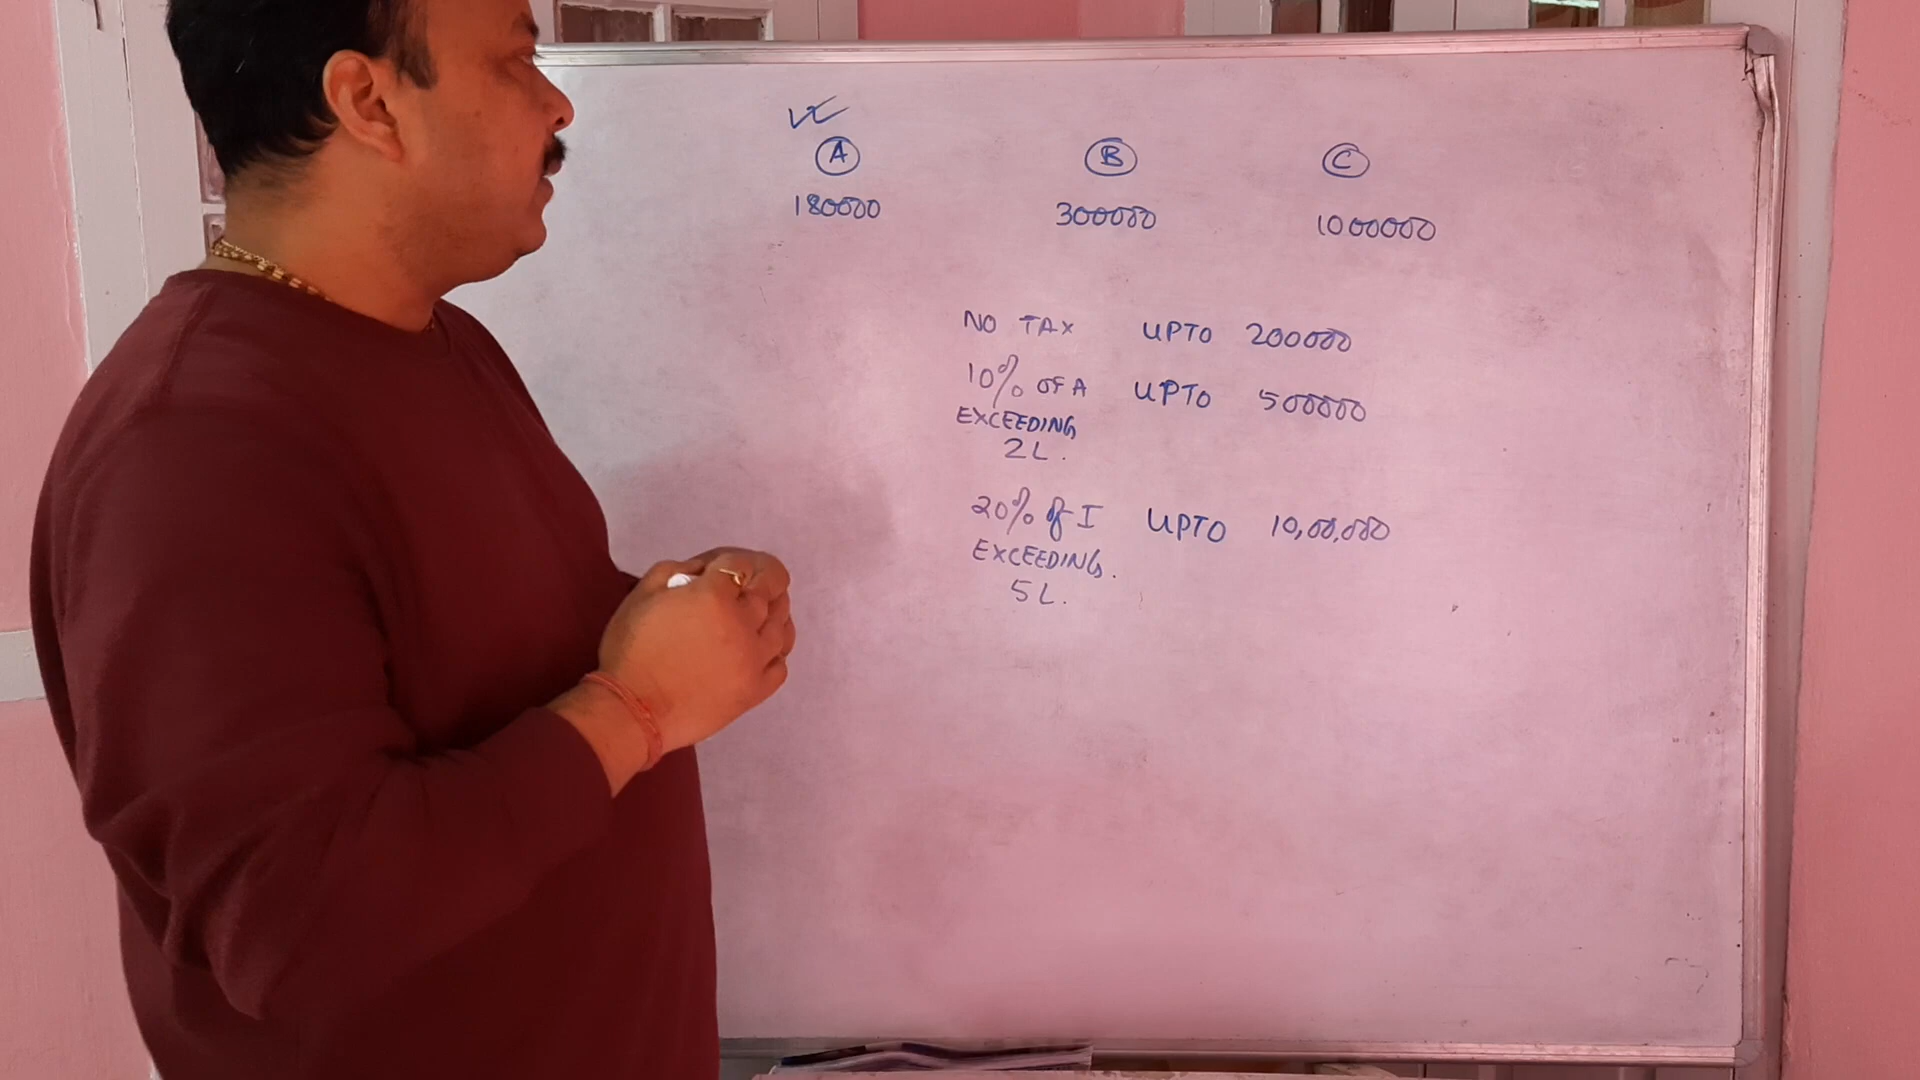 A B C
180000 300000 1000000
NO TAX UPTO 200000
10% OF A UPTO 500000
EXCEEDING
2L.
20% of I UPTO 10,00,000
EXCEEDING.
5L.